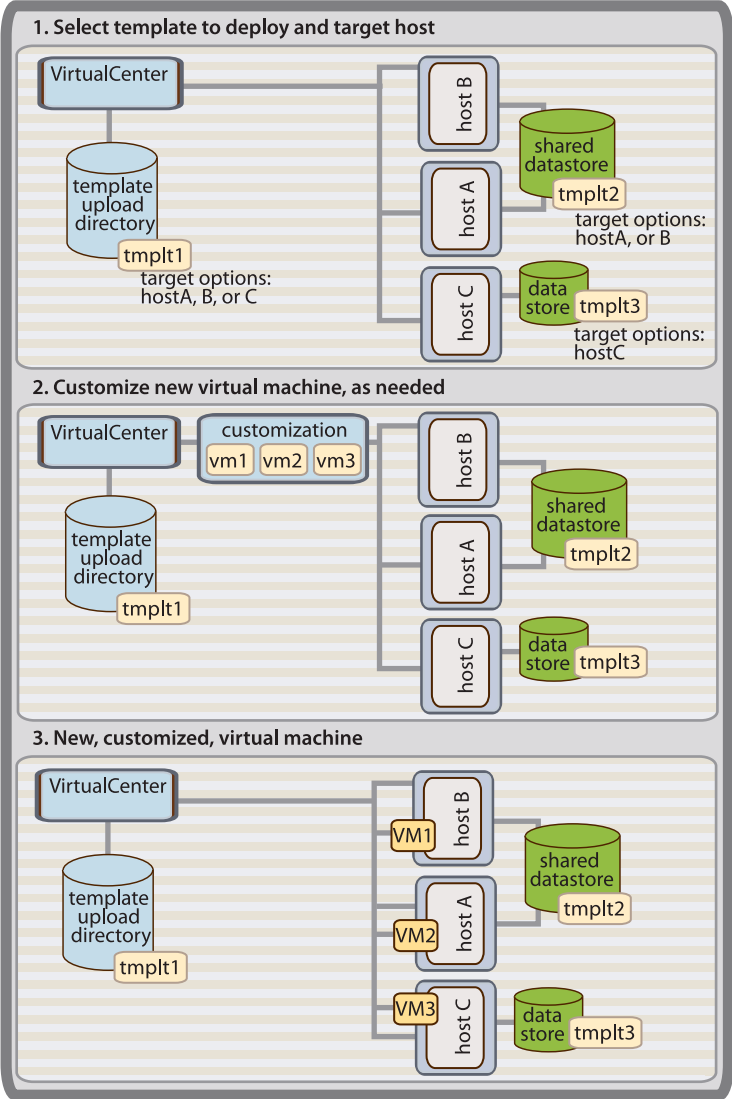 1. Select template to deploy and target host
VirtualCenter
host B
shared
datastore
tmplt2
target options:
hostA, or B
template
upload
directory
tmplt1
target options:
hostA, B, or C
host A
host C
data
store
tmplt3
target options:
hostC
2. Customize new virtual machine, as needed
VirtualCenter
customization
vm1 vm2 vm3
host B
shared
datastore
tmplt2
template
upload
directory
tmplt1
host A
host C
data
store
tmplt3
3. New, customized, virtual machine
VirtualCenter
host B
VM1
shared
datastore
tmplt2
template
upload
directory
tmplt1
host A
VM2
VM3
host C
data
store
tmplt3